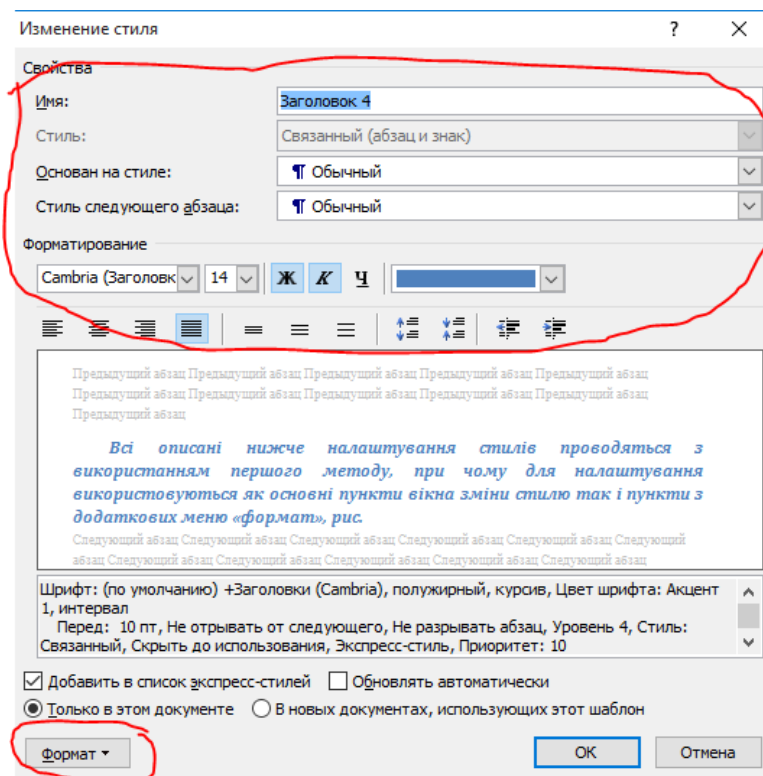 Изменение стиля ?
Свойства
Имя: Заголовок 4
Стиль: Связанный (абзац и знак)
Основан на стиле: ¶ Обычный
Стиль следующего абзаца: ¶ Обычный
Форматирование
Cambria (Заголовк 14 Ж К Ч
Предыдущий абзац Предыдущий абзац Предыдущий абзац Предыдущий абзац Предыдущий абзац
Предыдущий абзац Предыдущий абзац Предыдущий абзац Предыдущий абзац Предыдущий абзац
Предыдущий абзац
Всі описані нижче налаштування стилів проводяться з
використанням першого методу, при чому для налаштування
використовуються як основні пункти вікна зміни стилю так і пункти з
додаткових меню «формат», рис.
Следующий абзац Следующий абзац Следующий абзац Следующий абзац Следующий абзац Следующий
абзац Следующий абзац Следующий абзац Следующий абзац Следующий абзац Следующий абзац
Шрифт: (по умолчанию) +Заголовки (Cambria), полужирный, курсив, Цвет шрифта: Акцент
1, интервал
Перед: 10 пт, Не отрывать от следующего, Не разрывать абзац, Уровень 4, Стиль:
Связанный, Скрыть до использования, Экспресс-стиль, Приоритет: 10
Добавить в список экспресс-стилей Обновлять автоматически
Только в этом документе В новых документах, использующих этот шаблон
Формат ОК Отмена